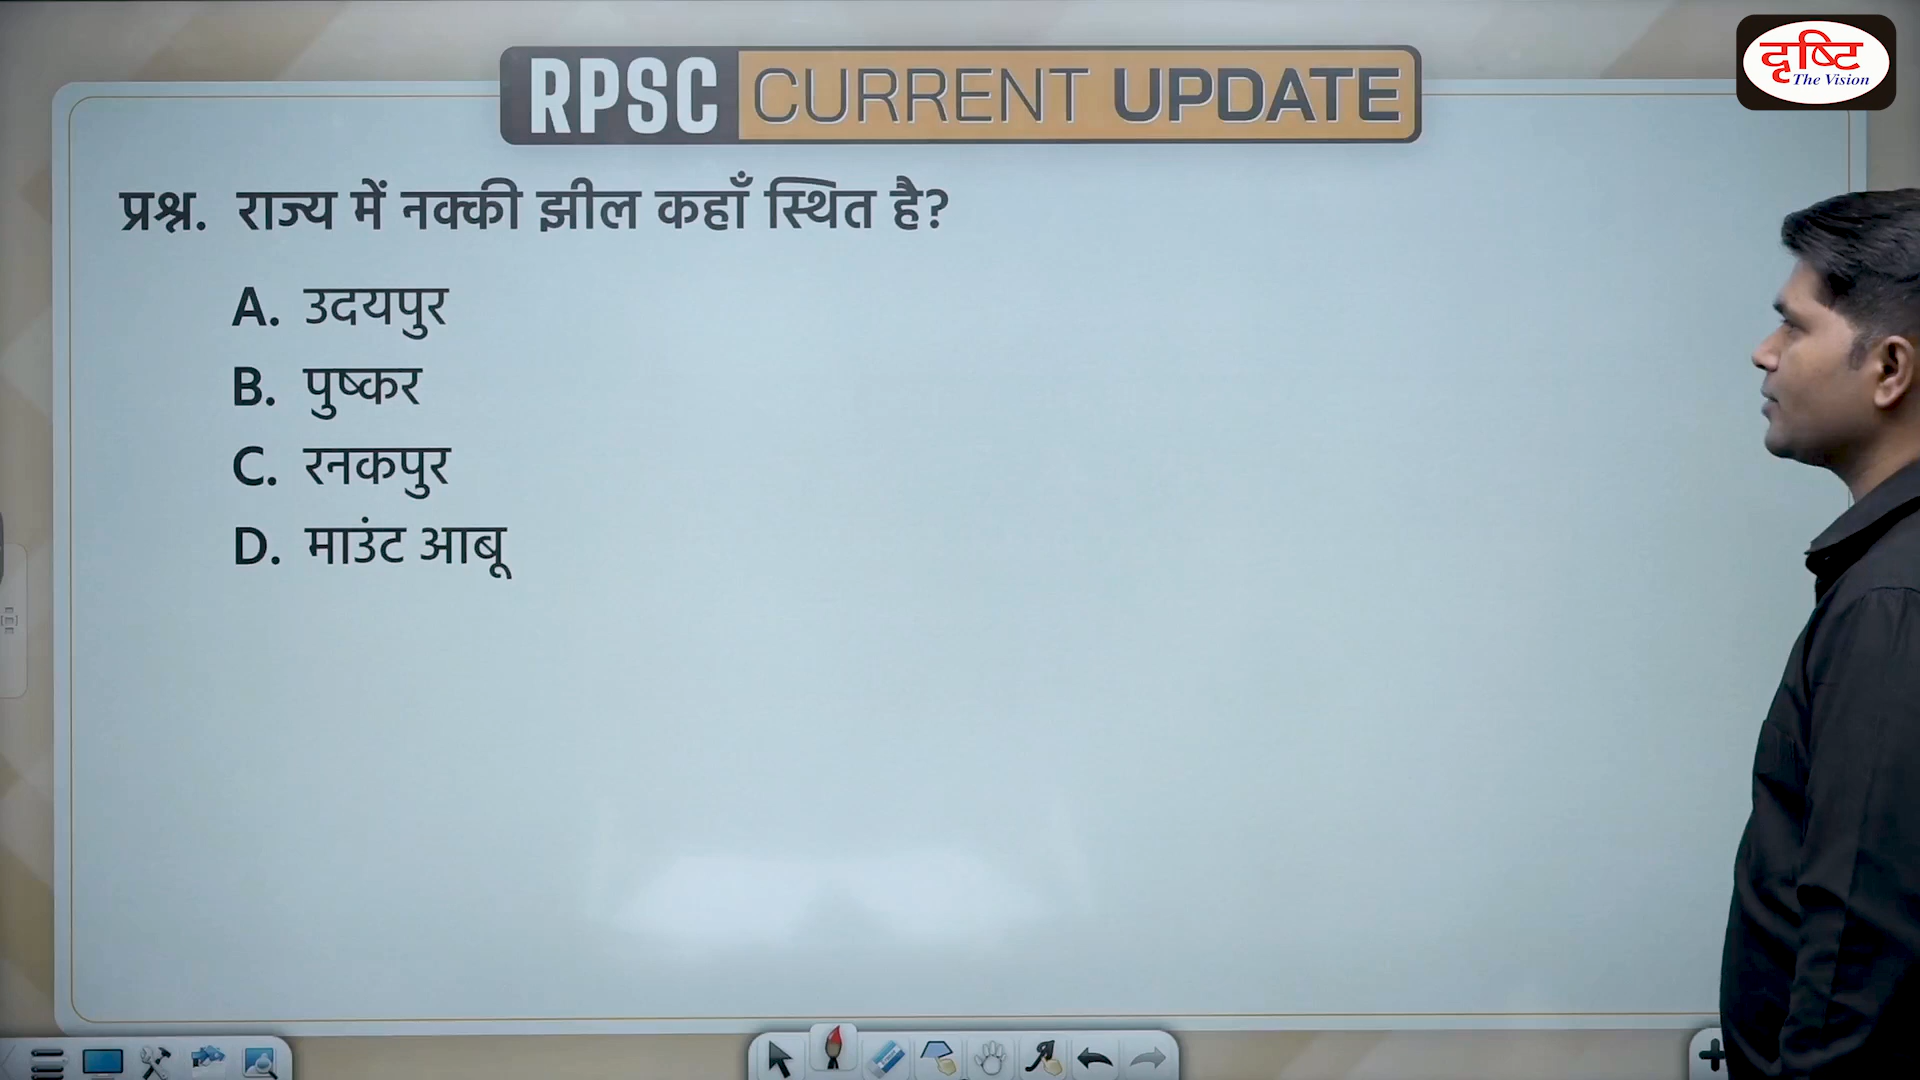 दृष्टि
The Vision
RPSC CURRENT UPDATE
प्रश्न. राज्य में नक्की झील कहाँ स्थित है?
A. उदयपुर
B. पुष्कर
C. रनकपुर
D. माउंट आबू